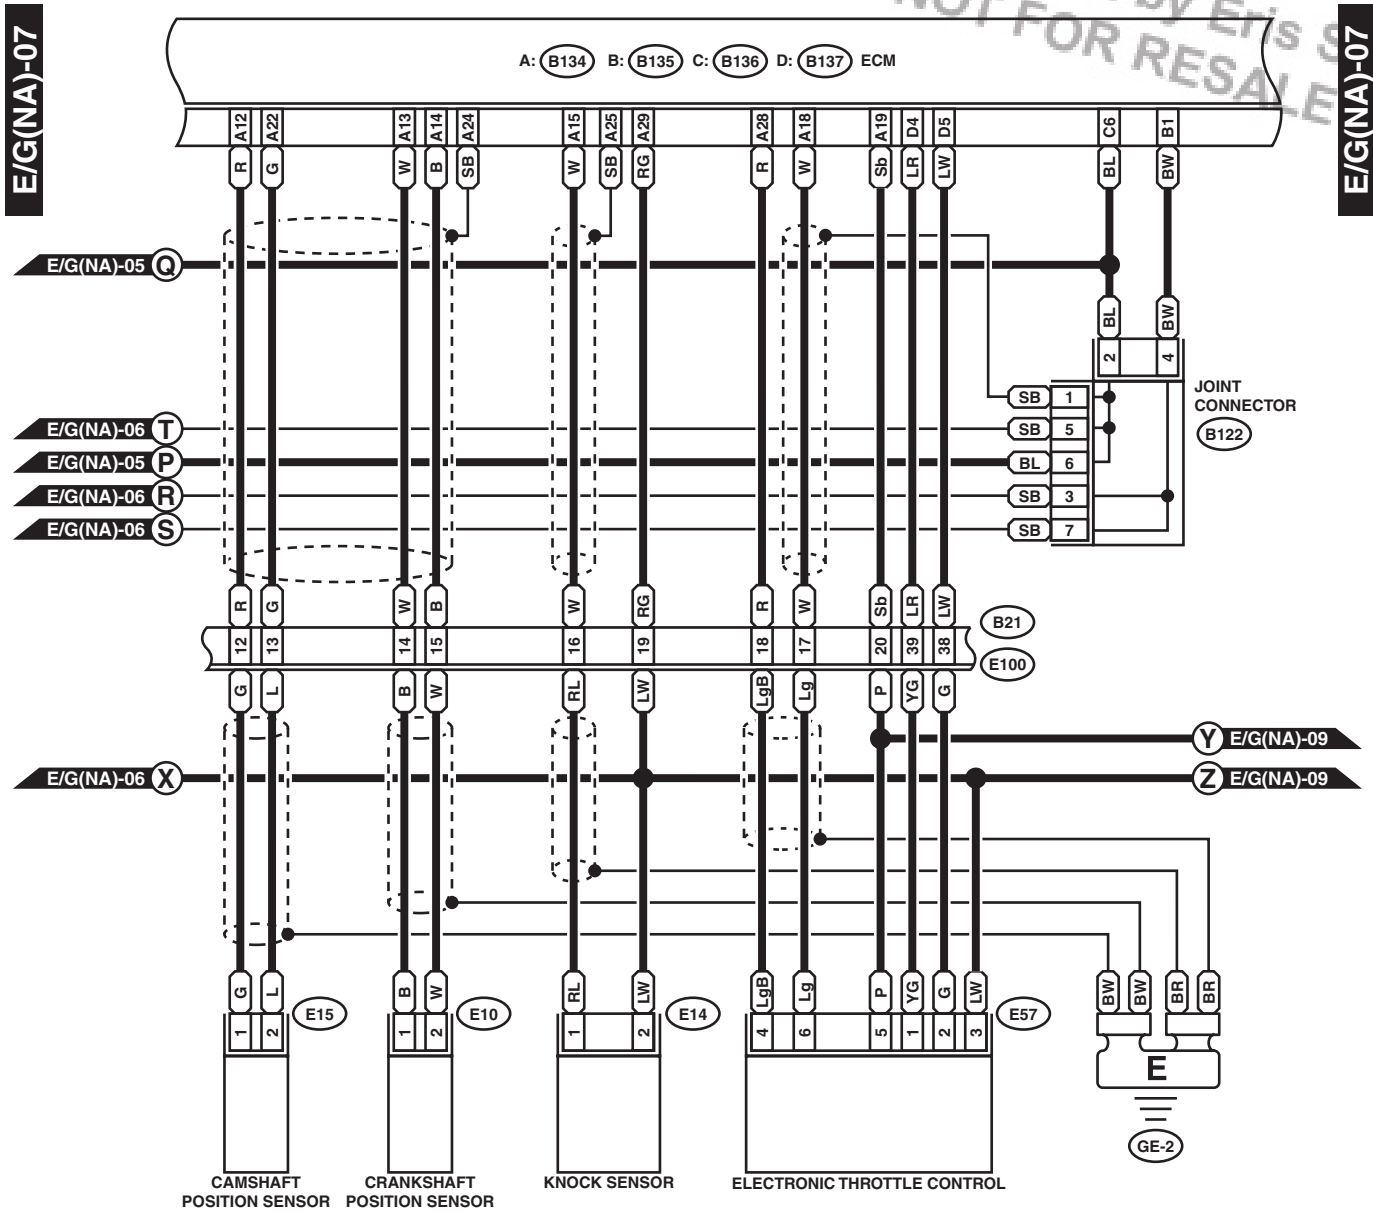 by Eris S
NOT FOR RESALE
E/G(NA)-07
E/G(NA)-07
A: B134 B: B135 C: B136 D: B137 ECM
A12 A22 A13 A14 A24 A15 A25 A29 A28 A18 A19 D4 D5 C6 B1
R G W B SB W SB RG R W Sb LR LW BL BW
E/G(NA)-05 Q
BL BW
2 4
JOINT
CONNECTOR
B122
SB 1
E/G(NA)-06 T SB 5
E/G(NA)-05 P BL 6
E/G(NA)-06 R SB 3
E/G(NA)-06 S SB 7
R G W B W RG R W Sb LR LW
B21
12 13 14 15 16 19 18 17 20 39 38
E100
G L B W RL LW LgB Lg P YG G
Y E/G(NA)-09
E/G(NA)-06 X Z E/G(NA)-09
G L B W RL LW LgB Lg P YG G LW BW BW BR BR
E15 E10 E14 E57
1 2 1 2 1 2 4 6 5 1 2 3
E
GE-2
CAMSHAFT
POSITION SENSOR
CRANKSHAFT
POSITION SENSOR
KNOCK SENSOR
ELECTRONIC THROTTLE CONTROL